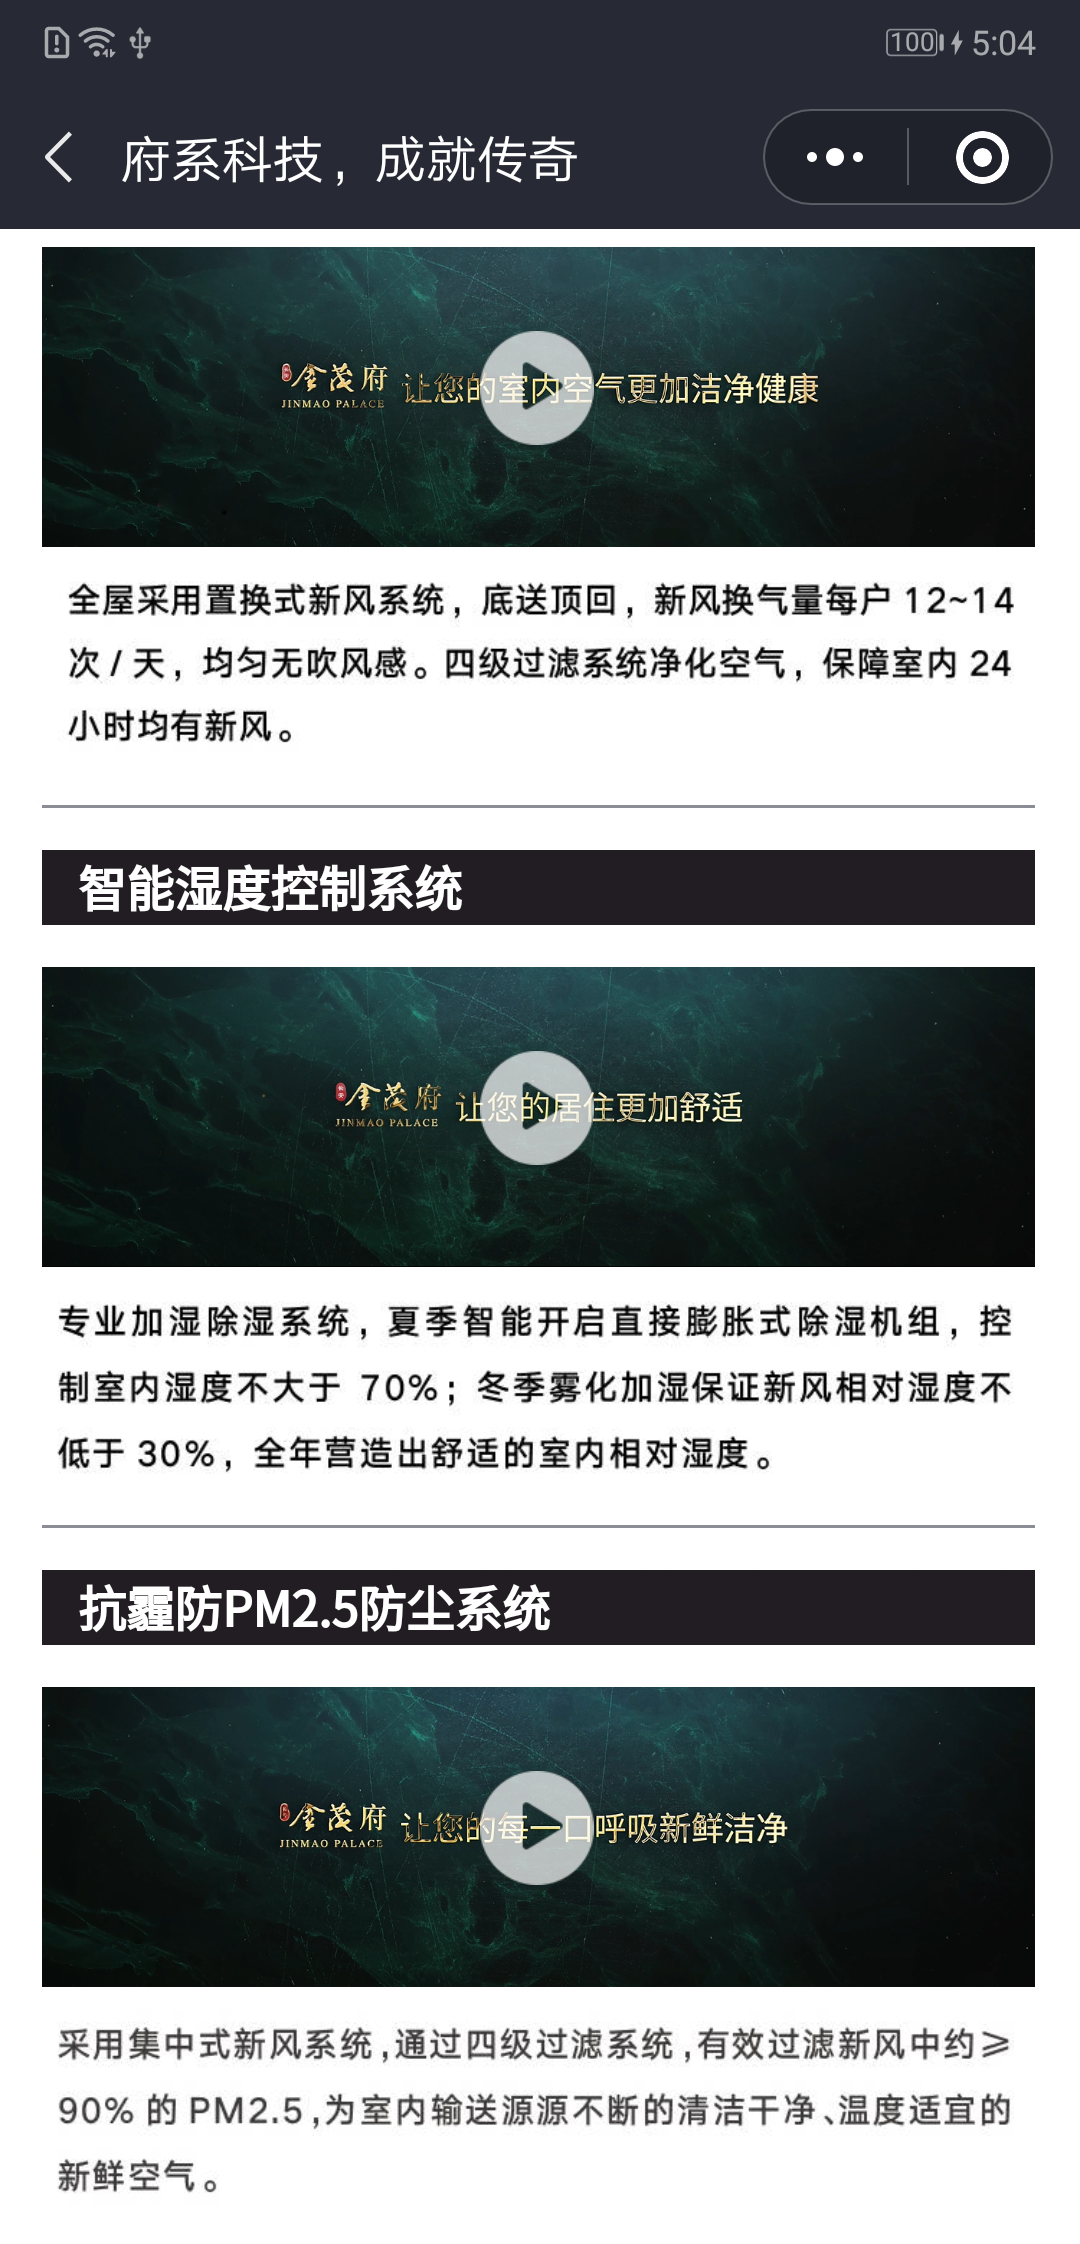 100 5:04
府系科技，成就传奇
金茂府 让您的室内空气更加洁净健康
JINMAO PALACE
全屋采用置换式新风系统，底送顶回，新风换气量每户 12~14
次 / 天，均匀无吹风感。四级过滤系统净化空气，保障室内 24
小时均有新风。
智能湿度控制系统
金茂府 让您的居住更加舒适
JINMAO PALACE
专业加湿除湿系统，夏季智能开启直接膨胀式除湿机组，控
制室内湿度不大于 70%；冬季雾化加湿保证新风相对湿度不
低于 30%，全年营造出舒适的室内相对湿度。
抗霾防PM2.5防尘系统
金茂府 让您的每一口呼吸新鲜洁净
JINMAO PALACE
采用集中式新风系统,通过四级过滤系统,有效过滤新风中约≥
90% 的 PM2.5,为室内输送源源不断的清洁干净、温度适宜的
新鲜空气。